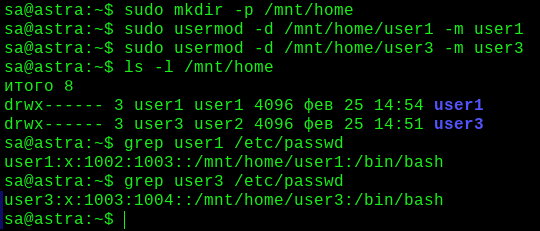 sa@astra:~$ sudo mkdir -p /mnt/home
sa@astra:~$ sudo usermod -d /mnt/home/user1 -m user1
sa@astra:~$ sudo usermod -d /mnt/home/user3 -m user3
sa@astra:~$ ls -l /mnt/home
итого 8
drwx------ 3 user1 user1 4096 фев 25 14:54 user1
drwx------ 3 user3 user2 4096 фев 25 14:51 user3
sa@astra:~$ grep user1 /etc/passwd
user1:x:1002:1003::/mnt/home/user1:/bin/bash
sa@astra:~$ grep user3 /etc/passwd
user3:x:1003:1004::/mnt/home/user3:/bin/bash
sa@astra:~$